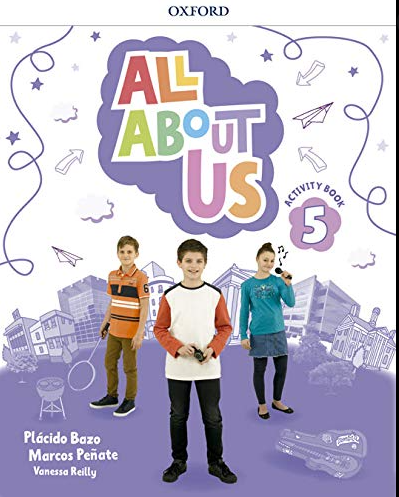 OXFORD
ALL
ABOUT
US
ACTIVITY BOOK
5
Plácido Bazo
Marcos Peñate
Vanessa Reilly